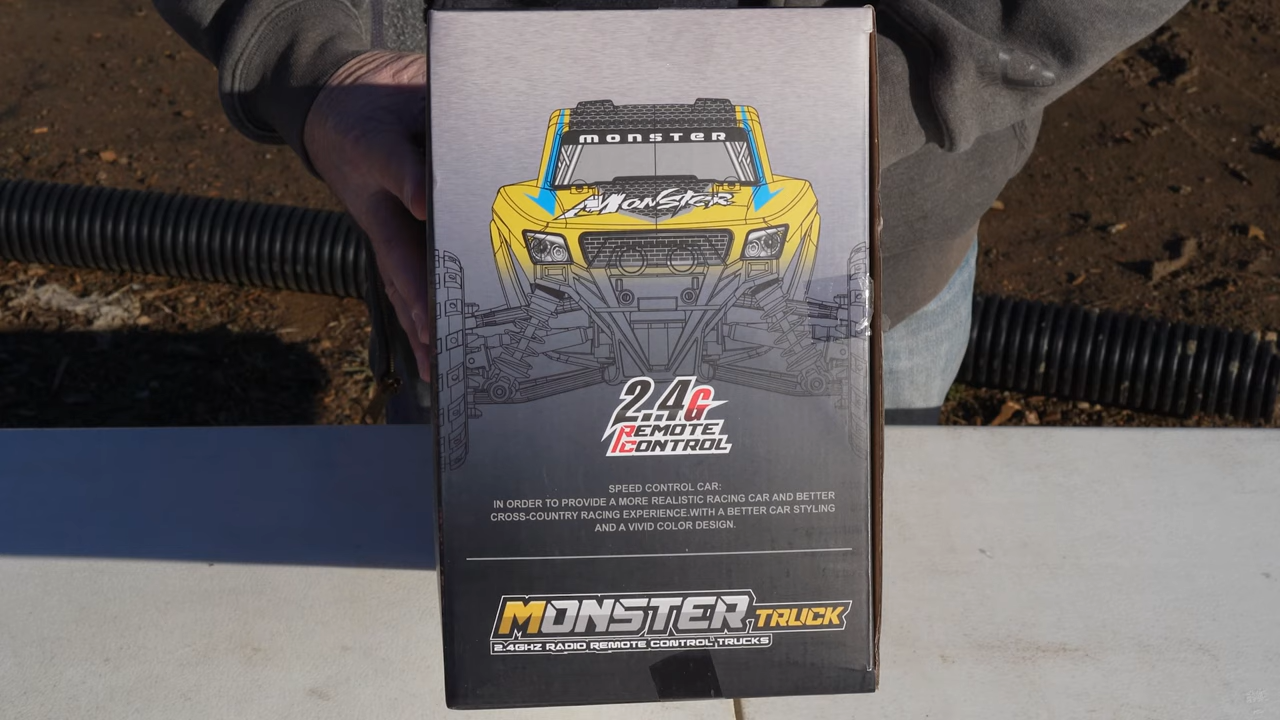 MONSTER
MONSTER
2.4G
REMOTE
CONTROL
SPEED CONTROL CAR:
IN ORDER TO PROVIDE A MORE REALISTIC RACING CAR AND BETTER
CROSS-COUNTRY RACING EXPERIENCE.WITH A BETTER CAR STYLING
AND A VIVID COLOR DESIGN.
MONSTER TRUCK
2.4GHZ RADIO REMOTE CONTROL TRUCKS